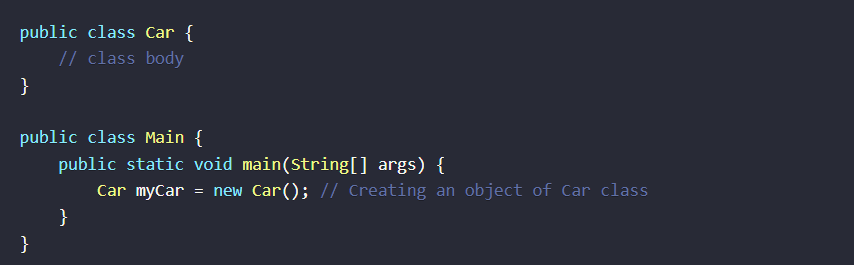 public class Car {
    // class body
}

public class Main {
    public static void main(String[] args) {
        Car myCar = new Car(); // Creating an object of Car class
    }
}